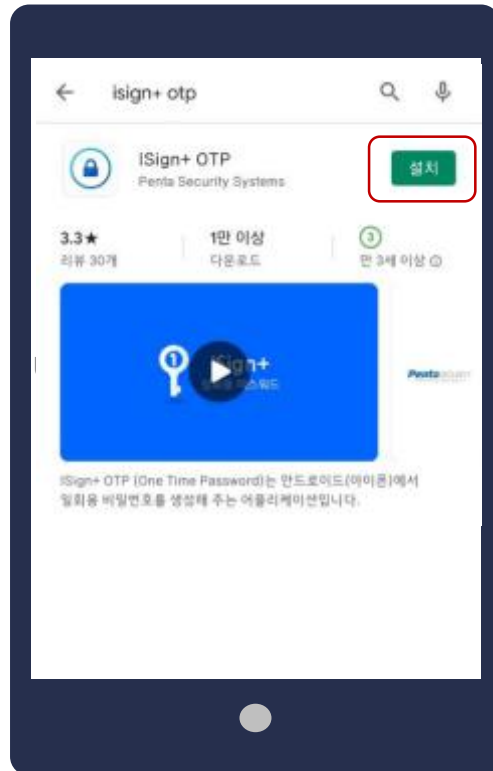 isign+ otp
ISign+ OTP
Penta Security Systems
설치
3.3★
1만 이상
3
리뷰 30개
다운로드
만 3세 이상
iSign+
Penta
ISign+ OTP (One Time Password)는 안드로이드(아이폰)에서
일회용 비밀번호를 생성해 주는 어플리케이션입니다.